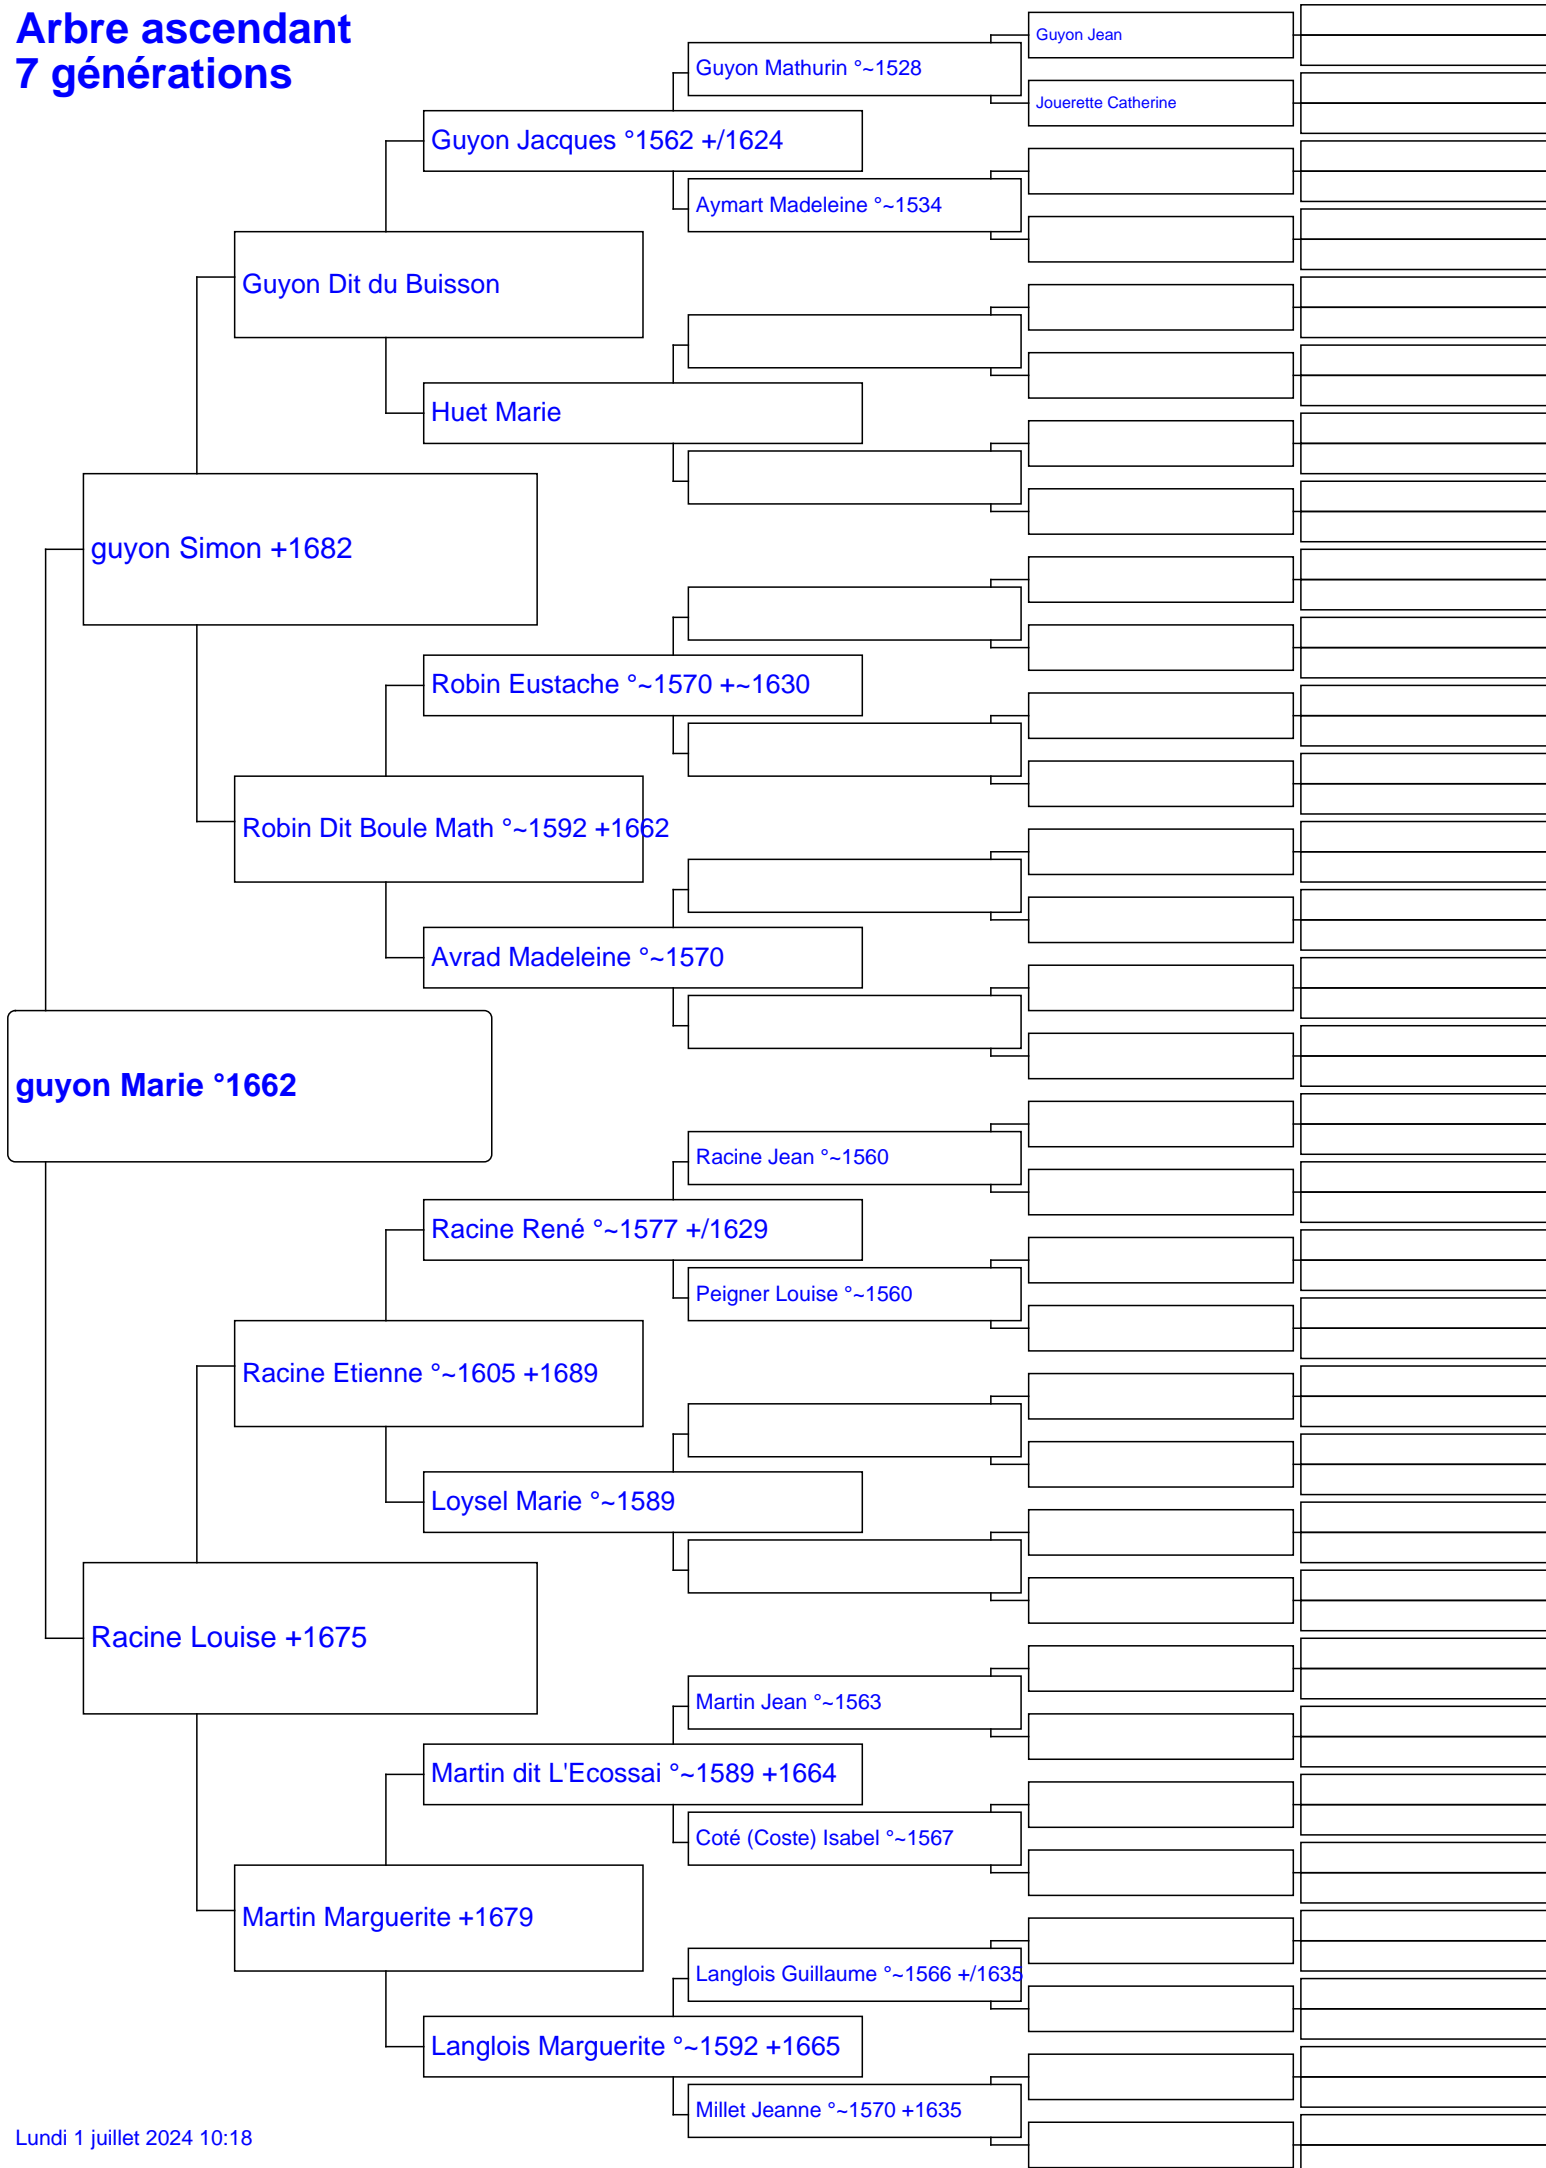 Arbre ascendant
7 générations
Guyon Jean
Guyon Mathurin °~1528
Jouerette Catherine
Guyon Jacques °1562 +/1624
Aymart Madeleine °~1534
Guyon Dit du Buisson
Huet Marie
guyon Simon +1682
Robin Eustache °~1570 +~1630
Robin Dit Boule Math °~1592 +1662
Avrad Madeleine °~1570
guyon Marie °1662
Racine Jean °~1560
Racine René °~1577 +/1629
Peigner Louise °~1560
Racine Etienne °~1605 +1689
Loysel Marie °~1589
Racine Louise +1675
Martin Jean °~1563
Martin dit L'Ecossai °~1589 +1664
Coté (Coste) Isabel °~1567
Martin Marguerite +1679
Langlois Guillaume °~1566 +/1635
Langlois Marguerite °~1592 +1665
Millet Jeanne °~1570 +1635
Lundi 1 juillet 2024 10:18